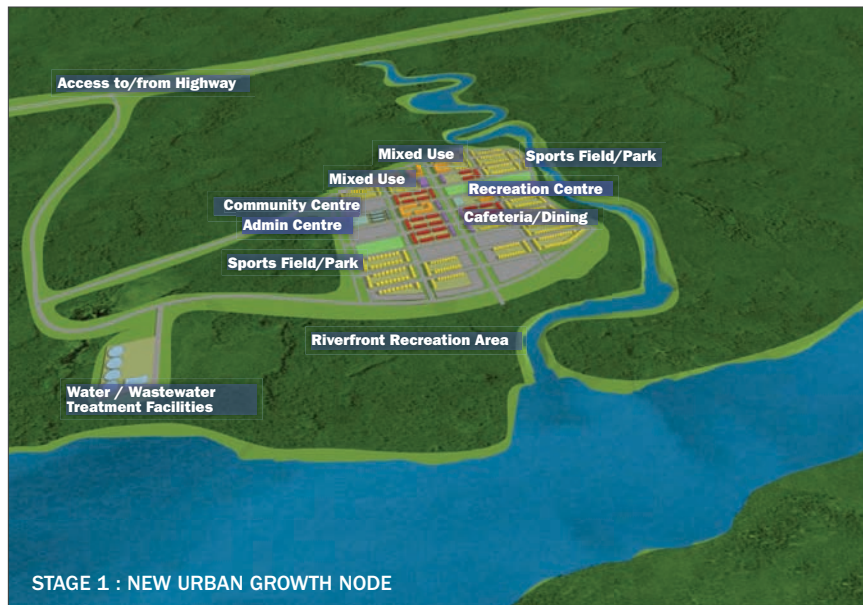 Access to/from Highway
Mixed Use
Sports Field/Park
Mixed Use
Recreation Centre
Community Centre
Cafeteria/Dining
Admin Centre
Sports Field/Park
Riverfront Recreation Area
Water / Wastewater
Treatment Facilities
STAGE 1 : NEW URBAN GROWTH NODE